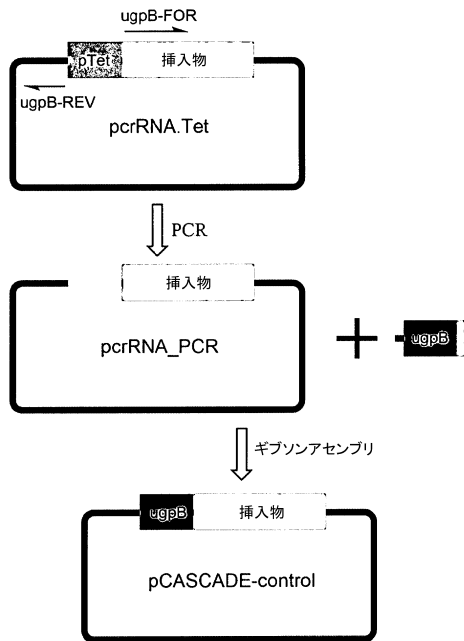 ugpB-FOR
pTet
挿入物
ugpB-REV
pcrRNA.Tet
PCR
挿入物
pcrRNA_PCR
+
ugpB
ギブソンアセンブリ
ugpB
挿入物
pCASCADE-control